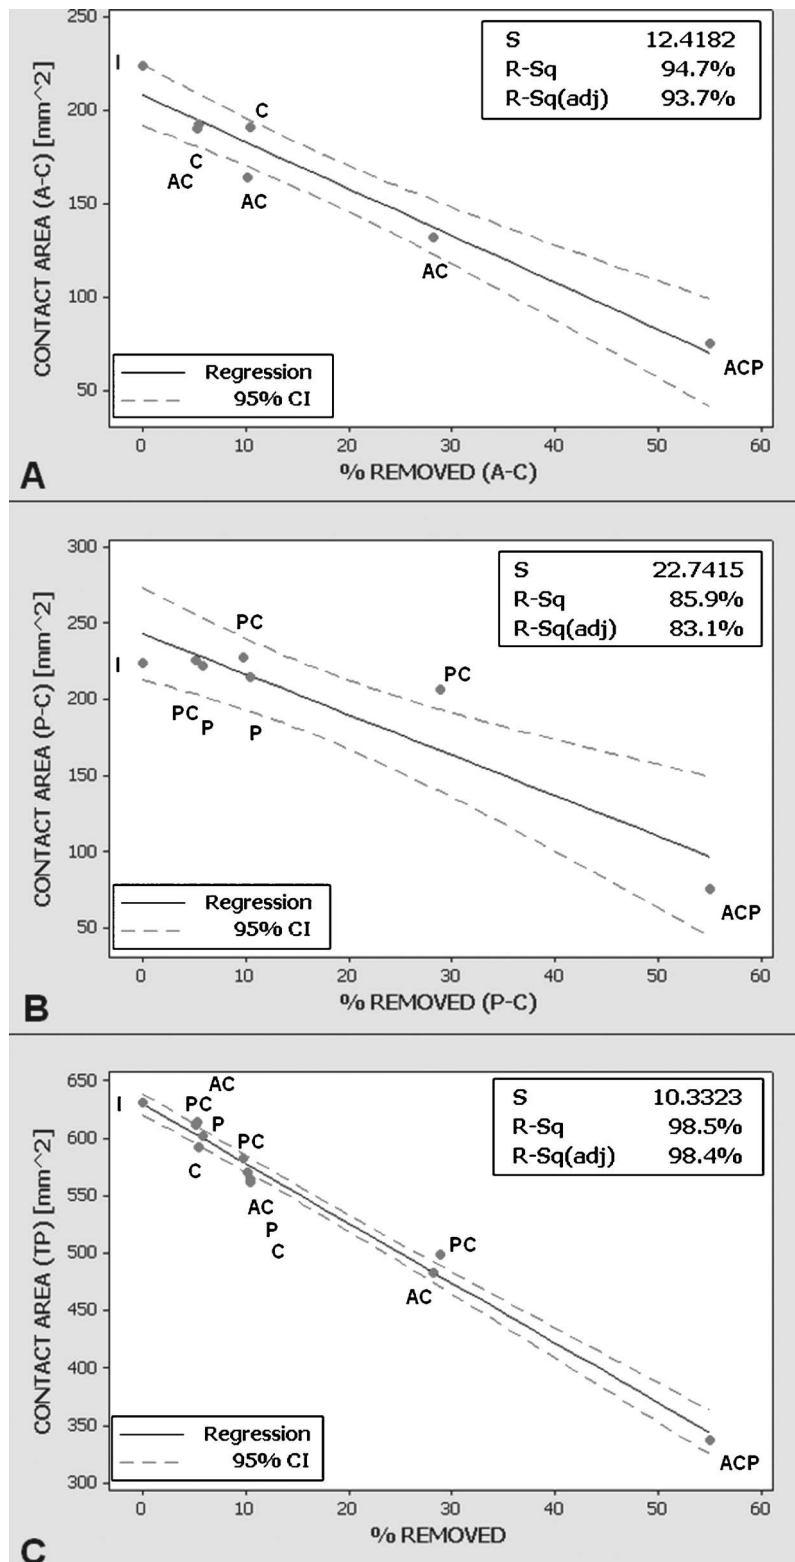 250
200
150
100
50
CONTACT AREA (A-C) [mm^2]
S 12.4182
R-Sq 94.7%
R-Sq(adj) 93.7%
I
C
C
AC
AC
AC
ACP
Regression
95% CI
0 10 20 30 40 50 60
% REMOVED (A-C)
A
300
250
200
150
100
50
CONTACT AREA (P-C) [mm^2]
S 22.7415
R-Sq 85.9%
R-Sq(adj) 83.1%
PC
PC
I
PC
P
P
ACP
Regression
95% CI
0 10 20 30 40 50 60
% REMOVED (P-C)
B
650
600
550
500
450
400
350
300
CONTACT AREA (TP) [mm^2]
S 10.3323
R-Sq 98.5%
R-Sq(adj) 98.4%
AC
I
PC
P
PC
C
AC
P
C
PC
AC
ACP
Regression
95% CI
0 10 20 30 40 50 60
% REMOVED
C